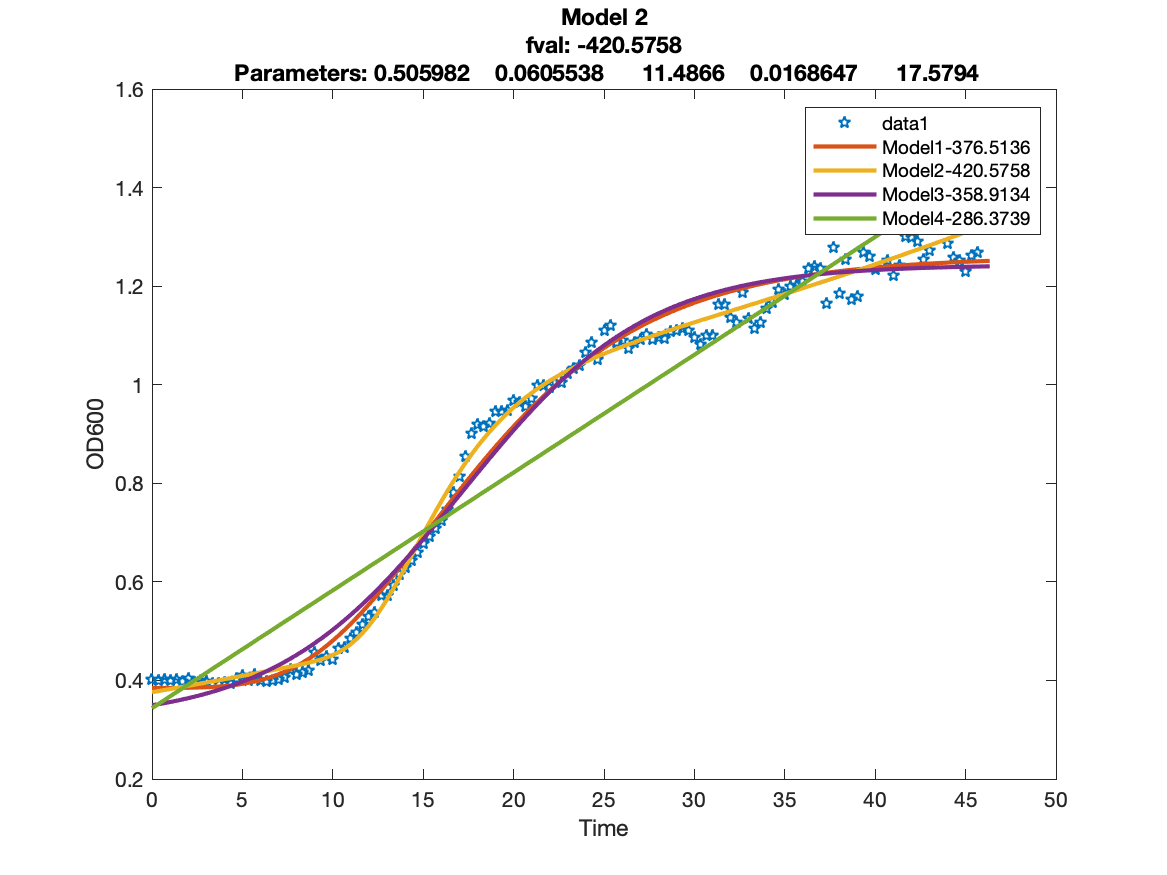 Model 2
fval: -420.5758
Parameters: 0.505982 0.0605538 11.4866 0.0168647 17.5794
1.6
1.4
1.2
1
0.8
0.6
0.4
0.2
OD600
data1
Model1-376.5136
Model2-420.5758
Model3-358.9134
Model4-286.3739
0 5 10 15 20 25 30 35 40 45 50
Time